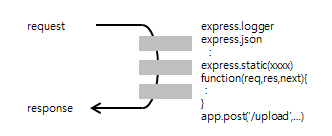 request
express.logger
express.json
:
express.static(xxxx)
function(req,res,next){
:
}
response
app.post('/upload',...)